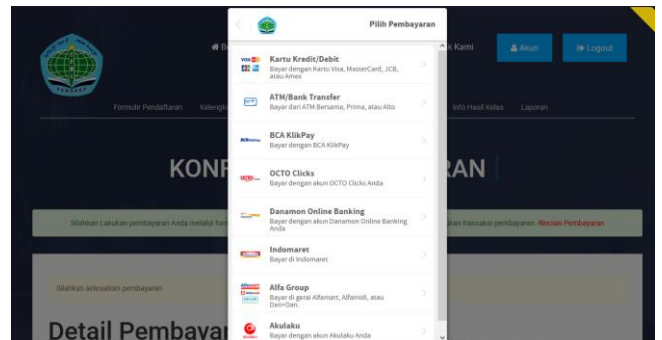 Pilih Pembayaran
k Kami
Akun
Logout
Formulir Pendaftaran
Info Hasil Kelas
Laporan
KONF
RAN
Silahkan Lakukan pembayaran Anda melalui form
kan transaksi pembayaran. Rincian Pembayaran
Silahkan selesaikan pembayaran
Detail Pembayar
Kartu Kredit/Debit
Bayar dengan Kartu Visa, MasterCard, JCB,
atau Amex
ATM/Bank Transfer
Bayar dari ATM Bersama, Prima, atau Alto
BCA KlikPay
Bayar dengan BCA KlikPay
OCTO Clicks
Bayar dengan akun OCTO Clicks Anda
Danamon Online Banking
Bayar dengan akun Danamon Online Banking
Anda
Indomaret
Bayar di Indomaret
Alfa Group
Bayar di gerai Alfamart, Alfamidi, atau
Dan+Dan.
Akulaku
Bayar dengan akun Akulaku Anda